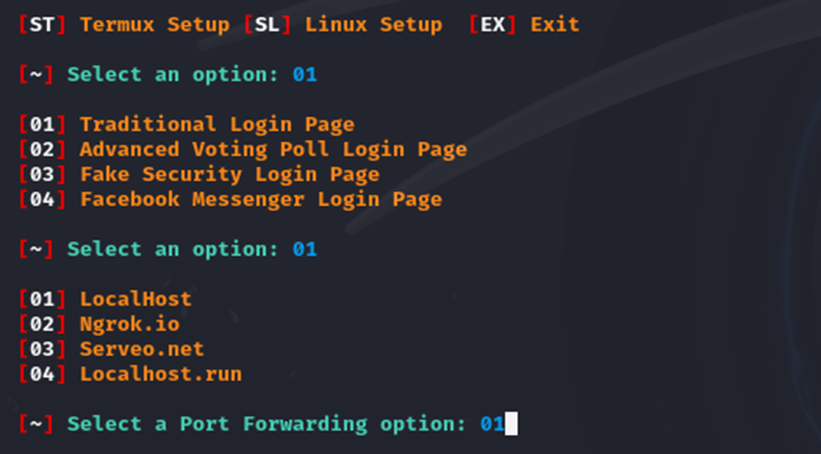 [ST] Termux Setup [SL] Linux Setup [EX] Exit
[~] Select an option: 01
[01] Traditional Login Page
[02] Advanced Voting Poll Login Page
[03] Fake Security Login Page
[04] Facebook Messenger Login Page
[~] Select an option: 01
[01] LocalHost
[02] Ngrok.io
[03] Serveo.net
[04] Localhost.run
[~] Select a Port Forwarding option: 01